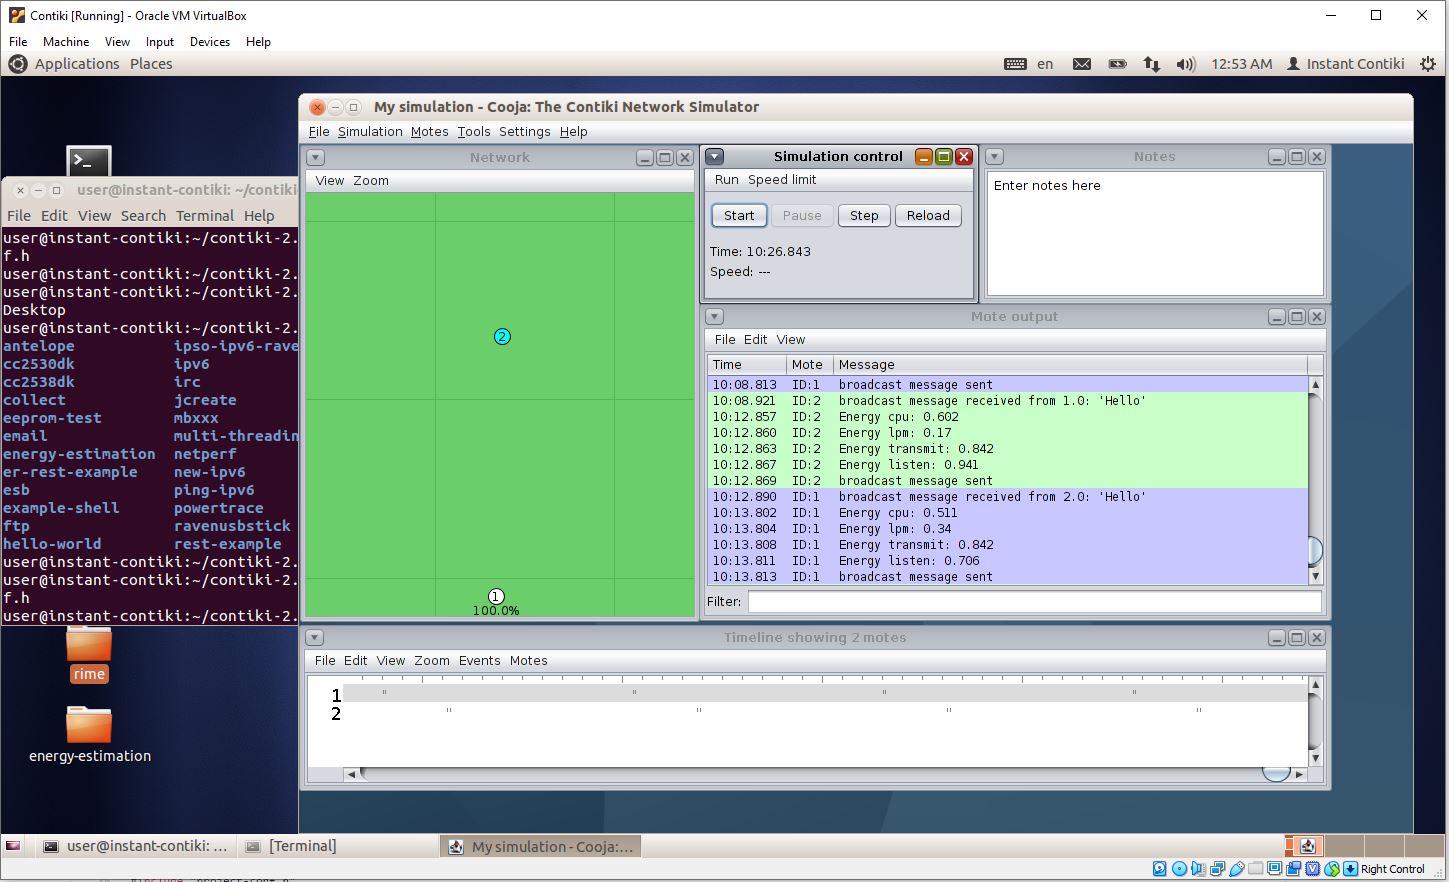 Contiki [Running] - Oracle VM VirtualBox
File Machine View Input Devices Help
Applications Places en 12:53 AM Instant Contiki
My simulation - Cooja: The Contiki Network Simulator
File Simulation Motes Tools Settings Help
Network
View Zoom
2
1
100.0%
Simulation control
Run Speed limit
Start Pause Step Reload
Time: 10:26.843
Speed: ---
Notes
Enter notes here
Mote output
File Edit View
Time Mote Message
10:08.813 ID:1 broadcast message sent
10:08.921 ID:2 broadcast message received from 1.0: 'Hello'
10:12.857 ID:2 Energy cpu: 0.602
10:12.860 ID:2 Energy lpm: 0.17
10:12.863 ID:2 Energy transmit: 0.842
10:12.867 ID:2 Energy listen: 0.941
10:12.869 ID:2 broadcast message sent
10:12.890 ID:1 broadcast message received from 2.0: 'Hello'
10:13.802 ID:1 Energy cpu: 0.511
10:13.804 ID:1 Energy lpm: 0.34
10:13.808 ID:1 Energy transmit: 0.842
10:13.811 ID:1 Energy listen: 0.706
10:13.813 ID:1 broadcast message sent
Filter:
Timeline showing 2 motes
File Edit View Zoom Events Motes
1
2
>_
user@instant-contiki: ~/contiki
File Edit View Search Terminal Help
user@instant-contiki:~/contiki-2.
f.h
user@instant-contiki:~/contiki-2.
user@instant-contiki:~/contiki-2.
Desktop
user@instant-contiki:~/contiki-2.
antelope ipso-ipv6-rave
cc2530dk ipv6
cc2538dk irc
collect jcreate
eeprom-test mbxxx
email multi-threadin
energy-estimation netperf
er-rest-example new-ipv6
esb ping-ipv6
example-shell powertrace
ftp ravenusbstick
hello-world rest-example
user@instant-contiki:~/contiki-2.
user@instant-contiki:~/contiki-2.
f.h
user@instant-contiki:~/contiki-2.
rime
energy-estimation
user@instant-contiki: ... [Terminal] My simulation - Cooja:...
Right Control